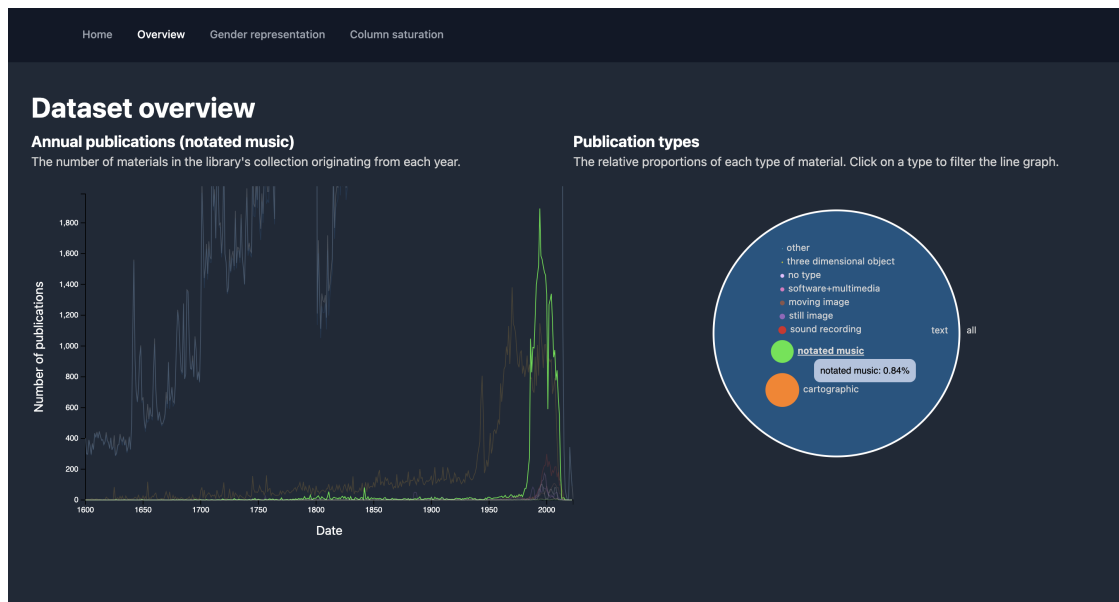 Home Overview Gender representation Column saturation
Dataset overview
Annual publications (notated music)
The number of materials in the library's collection originating from each year.
Number of publications
1,800
1,600
1,400
1,200
1,000
800
600
400
200
0
1600 1650 1700 1750 1800 1850 1900 1950 2000
Date
Publication types
The relative proportions of each type of material. Click on a type to filter the line graph.
other
three dimensional object
no type
software+multimedia
moving image
still image
sound recording
text all
notated music
notated music: 0.84%
cartographic